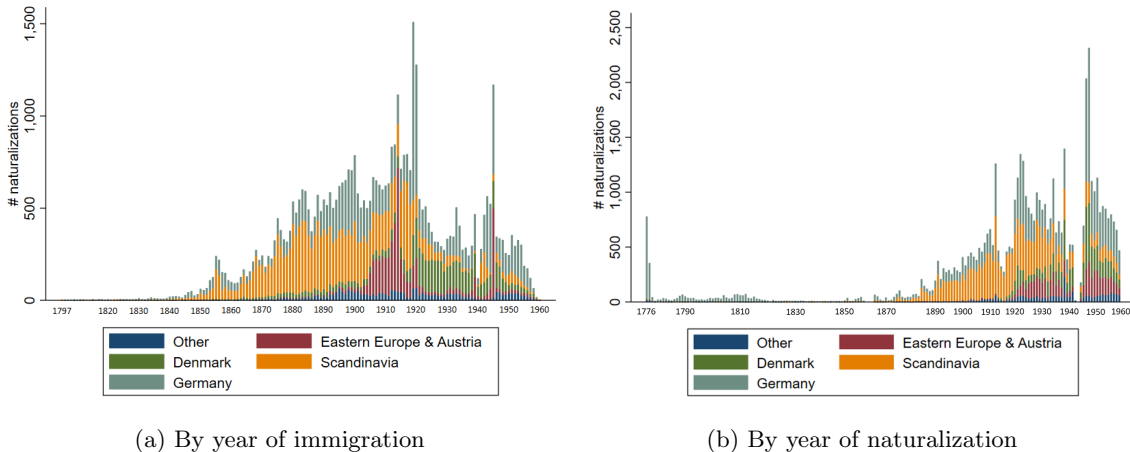 # naturalizations
1,500
1,000
500
0
1797 1820 1830 1840 1850 1860 1870 1880 1890 1900 1910 1920 1930 1940 1950 1960
Other Eastern Europe & Austria
Denmark Scandinavia
Germany
(a) By year of immigration
# naturalizations
2,500
2,000
1,500
1,000
500
0
1776 1790 1810 1830 1850 1870 1890 1900 1910 1920 1930 1940 1950 1960
Other Eastern Europe & Austria
Denmark Scandinavia
Germany
(b) By year of naturalization